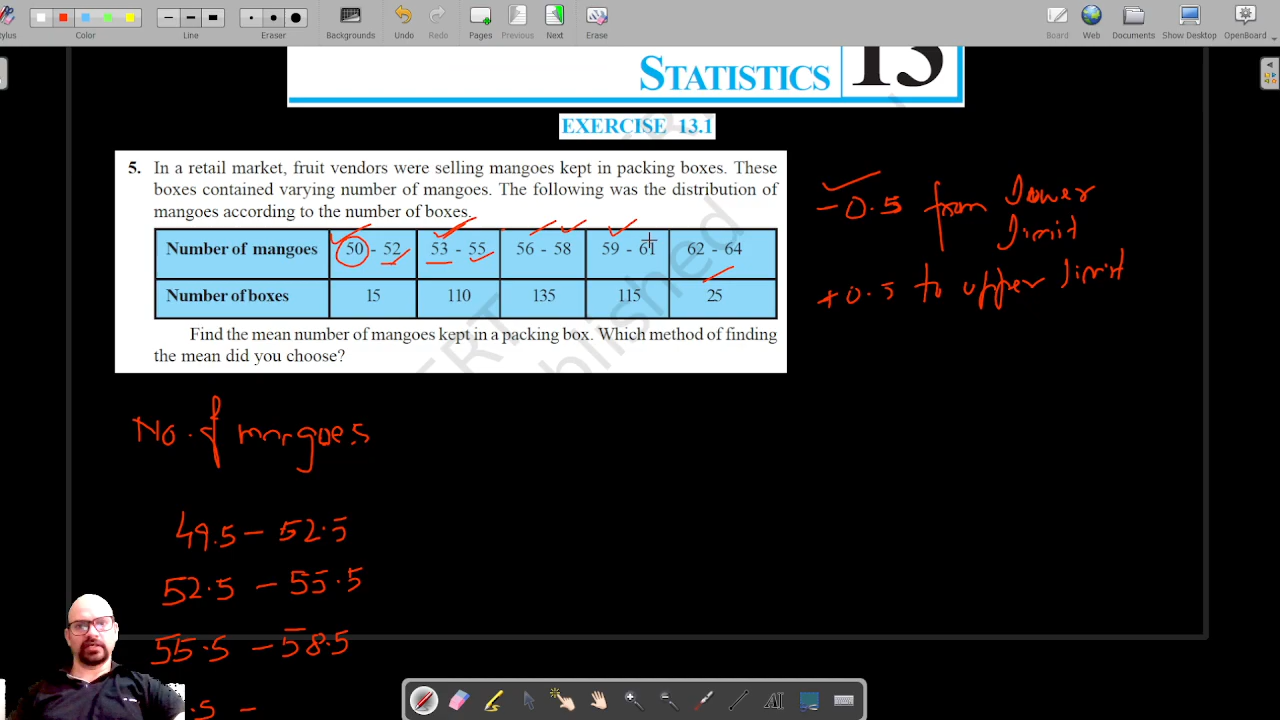 Stylus Color Line Eraser Backgrounds Undo Redo Pages Previous Next Erase Board Web Documents Show Desktop OpenBoard
STATISTICS 13
EXERCISE 13.1
5. In a retail market, fruit vendors were selling mangoes kept in packing boxes. These
boxes contained varying number of mangoes. The following was the distribution of
mangoes according to the number of boxes.
Number of mangoes 50 - 52 53 - 55 56 - 58 59 - 61 62 - 64
Number of boxes 15 110 135 115 25
Find the mean number of mangoes kept in a packing box. Which method of finding
the mean did you choose?
-0.5 from lower
limit
+0.5 to upper limit
No. of mangoes
49.5 - 52.5
52.5 - 55.5
55.5 - 58.5
.5 -